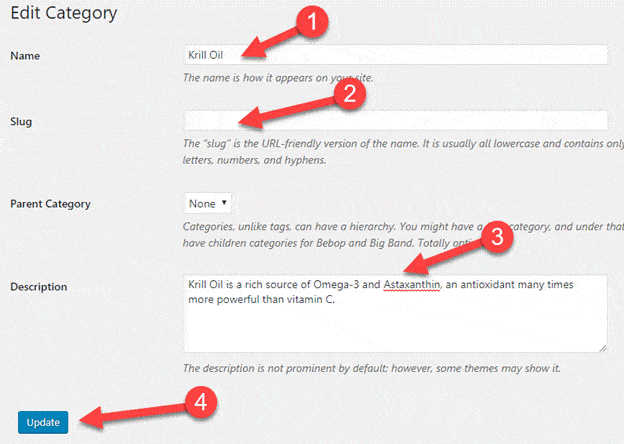 Edit Category
1
Name
Krill Oil
The name is how it appears on your site.
2
Slug
The "slug" is the URL-friendly version of the name. It is usually all lowercase and contains only
letters, numbers, and hyphens.
Parent Category
None
Categories, unlike tags, can have a hierarchy. You might have a category, and under that
have children categories for Bebop and Big Band. Totally
3
Description
Krill Oil is a rich source of Omega-3 and Astaxanthin, an antioxidant many times
more powerful than vitamin C.
The description is not prominent by default; however, some themes may show it.
4
Update